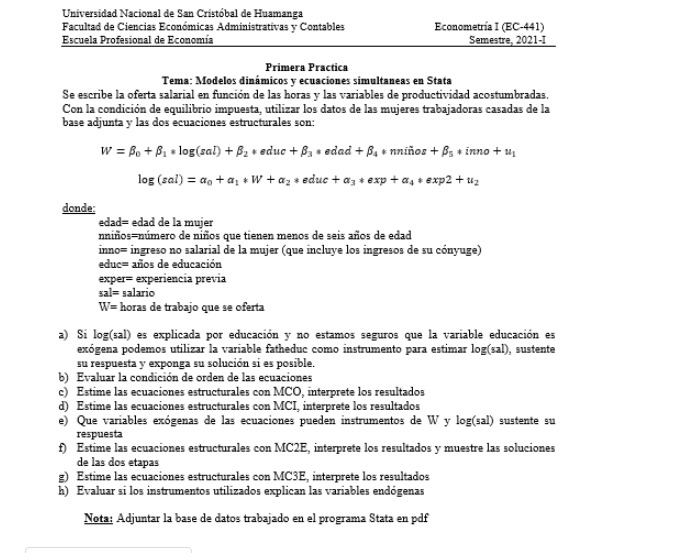 Universidad Nacional de San Cristóbal de Huamanga
Facultad de Ciencias Económicas Administrativas y Contables Econometría I (EC-441)
Escuela Profesional de Economía Semestre, 2021-I
Primera Practica
Tema: Modelos dinámicos y ecuaciones simultaneas en Stata
Se escribe la oferta salarial en función de las horas y las variables de productividad acostumbradas.
Con la condición de equilibrio impuesta, utilizar los datos de las mujeres trabajadoras casadas de la
base adjunta y las dos ecuaciones estructurales son:
W = β₀ + β₁ * log(sal) + β₂ * educ + β₃ * edad + β₄ * nniños + β₅ * inno + u₁
log (sal) = α₀ + α₁ * W + α₂ * educ + α₃ * exp + α₄ * exp2 + u₂
donde:
edad= edad de la mujer
nniños=número de niños que tienen menos de seis años de edad
inno= ingreso no salarial de la mujer (que incluye los ingresos de su cónyuge)
educ= años de educación
exper= experiencia previa
sal= salario
W= horas de trabajo que se oferta
a) Si log(sal) es explicada por educación y no estamos seguros que la variable educación es
exógena podemos utilizar la variable fatheduc como instrumento para estimar log(sal), sustente
su respuesta y exponga su solución si es posible.
b) Evaluar la condición de orden de las ecuaciones
c) Estime las ecuaciones estructurales con MCO, interprete los resultados
d) Estime las ecuaciones estructurales con MCI, interprete los resultados
e) Que variables exógenas de las ecuaciones pueden instrumentos de W y log(sal) sustente su
respuesta
f) Estime las ecuaciones estructurales con MC2E, interprete los resultados y muestre las soluciones
de las dos etapas
g) Estime las ecuaciones estructurales con MC3E, interprete los resultados
h) Evaluar si los instrumentos utilizados explican las variables endógenas
Nota: Adjuntar la base de datos trabajado en el programa Stata en pdf